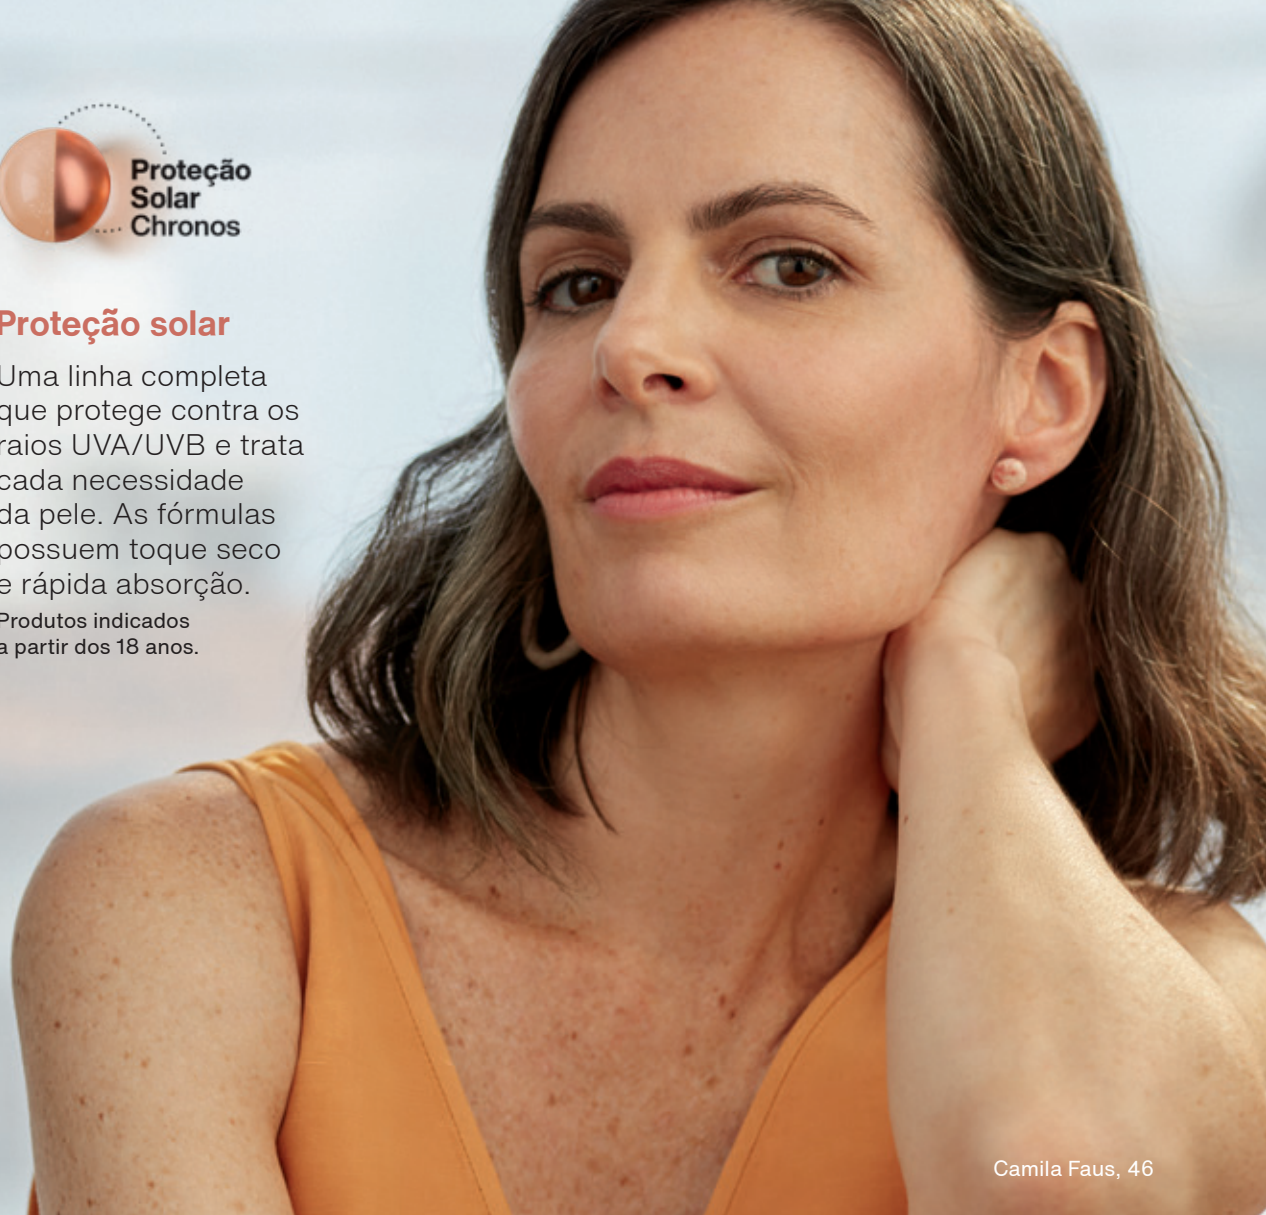 Proteção
Solar
Chronos
Proteção solar
Uma linha completa
que protege contra os
raios UVA/UVB e trata
cada necessidade
da pele. As fórmulas
possuem toque seco
e rápida absorção.
Produtos indicados
a partir dos 18 anos.
Camila Faus, 46